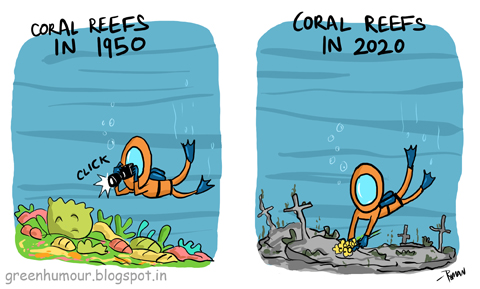 CORAL REEFS
IN 1950
CLICK
greenhumour.blogspot.in
CORAL REEFS
IN 2020